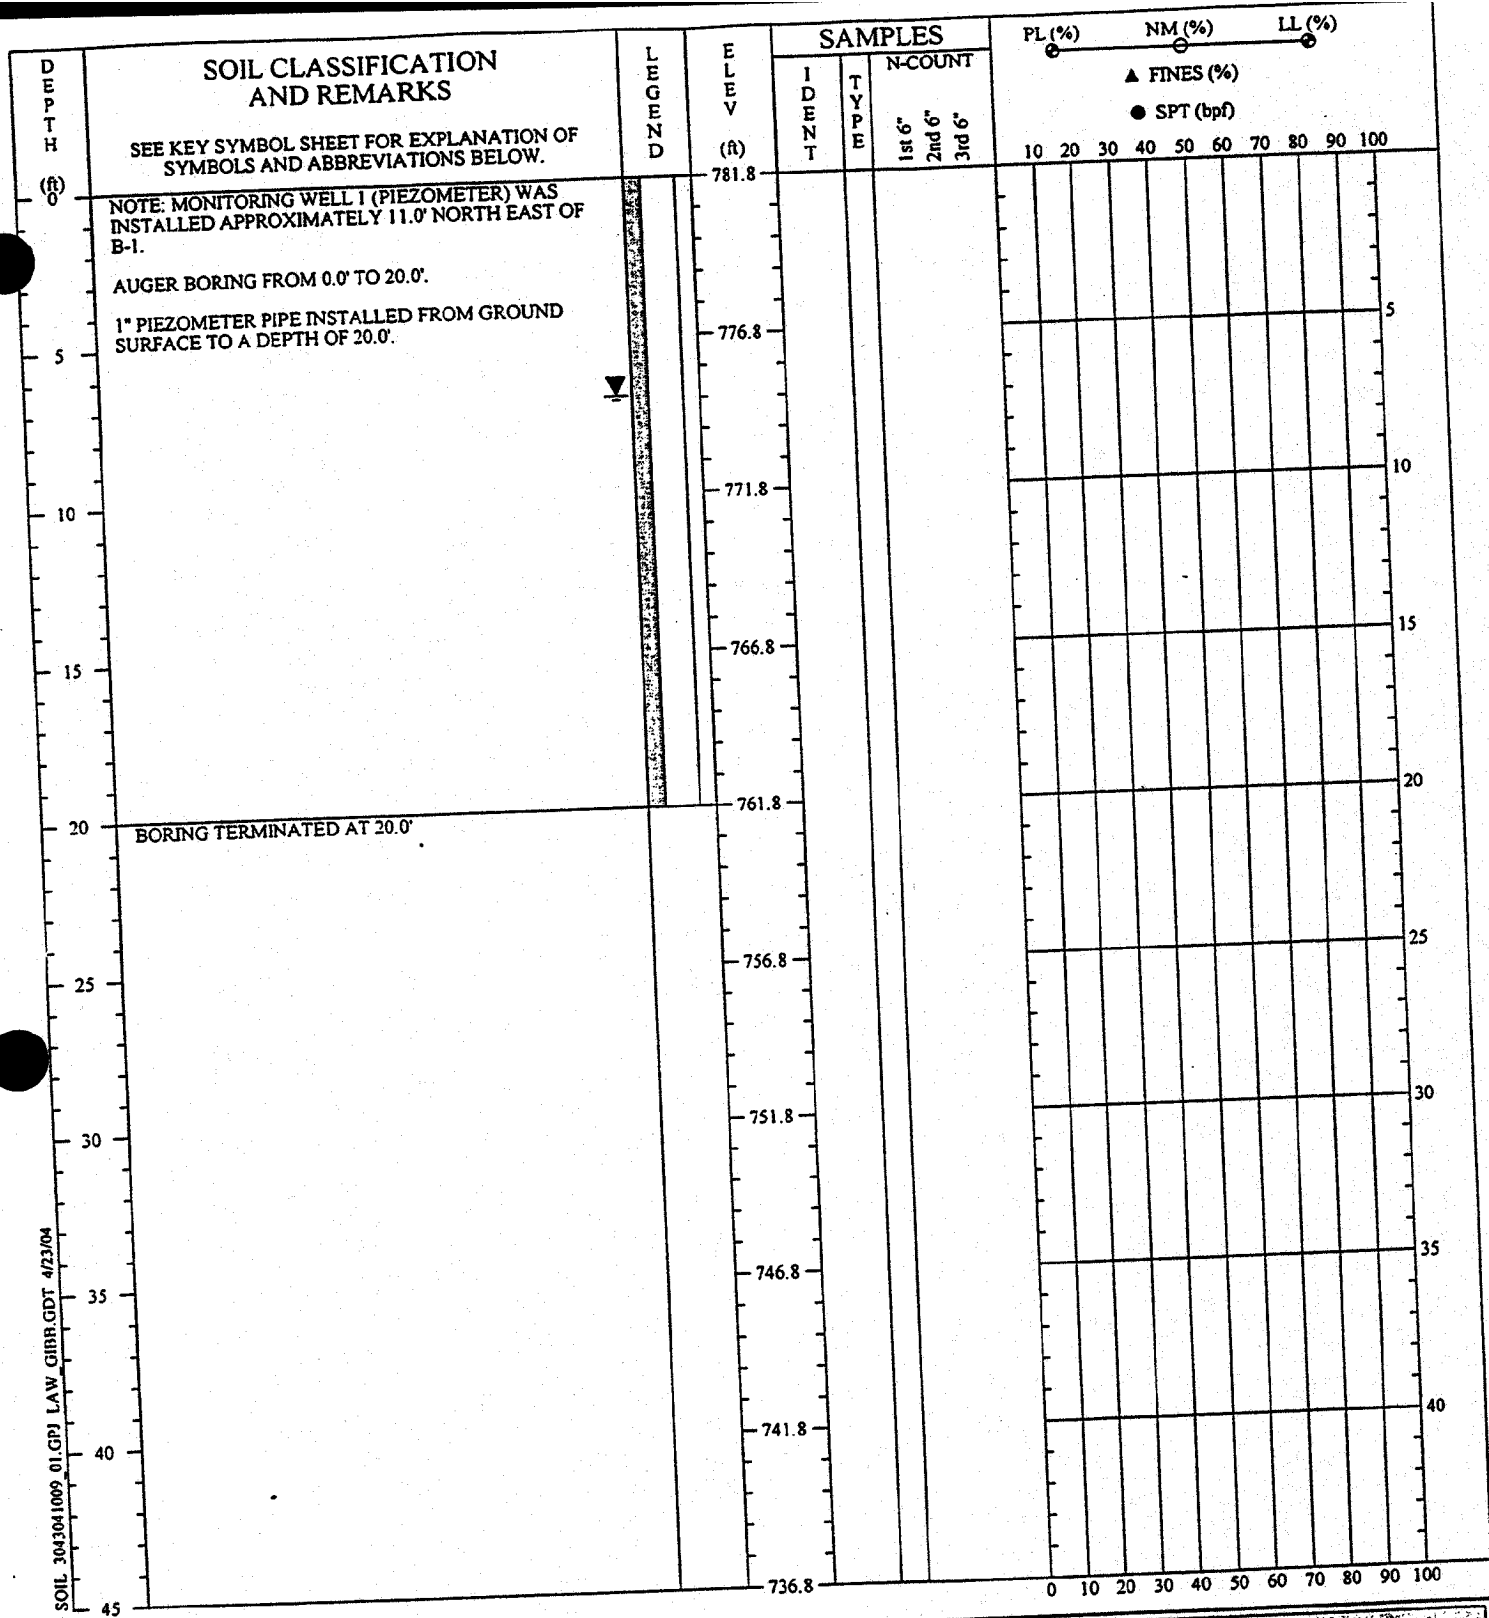 DEPTH
(ft)
SOIL CLASSIFICATION
AND REMARKS
SEE KEY SYMBOL SHEET FOR EXPLANATION OF
SYMBOLS AND ABBREVIATIONS BELOW.
LEGEND
ELEV
(ft)
SAMPLES
IDENT
TYPE
N-COUNT
1st 6"
2nd 6"
3rd 6"
PL (%) NM (%) LL (%)
▲ FINES (%)
● SPT (bpf)
10 20 30 40 50 60 70 80 90 100
0
781.8
NOTE: MONITORING WELL 1 (PIEZOMETER) WAS
INSTALLED APPROXIMATELY 11.0' NORTH EAST OF
B-1.
AUGER BORING FROM 0.0' TO 20.0'.
1" PIEZOMETER PIPE INSTALLED FROM GROUND
SURFACE TO A DEPTH OF 20.0'.
5 776.8 5
10 771.8 10
15 766.8 15
20 761.8 20
BORING TERMINATED AT 20.0'
25 756.8 25
30 751.8 30
35 746.8 35
40 741.8 40
45 736.8
0 10 20 30 40 50 60 70 80 90 100
SOIL 3043041009_01.GPJ LAW_GIBB.GDT 4/23/04